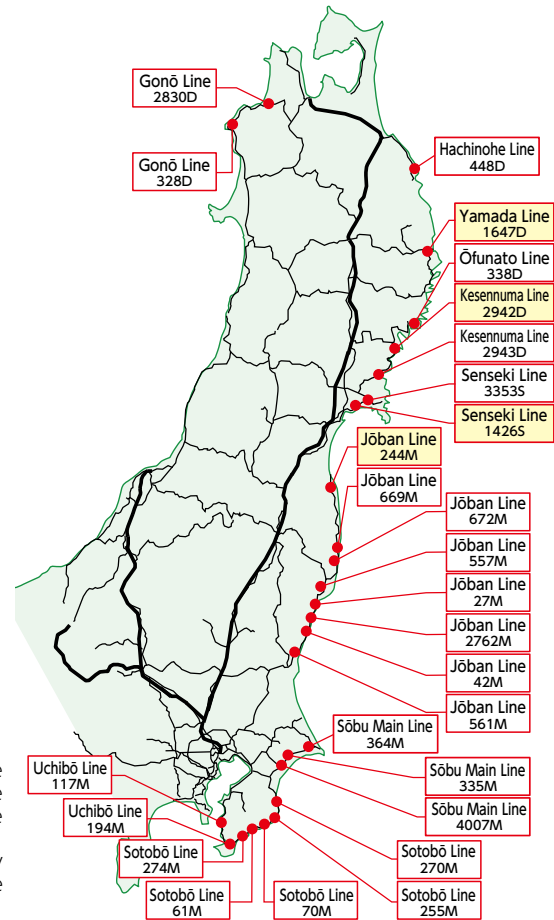 Gonō Line
2830D
Gonō Line
328D
Hachinohe Line
448D
Yamada Line
1647D
Ōfunato Line
338D
Kesennuma Line
2942D
Kesennuma Line
2943D
Senseki Line
3353S
Senseki Line
1426S
Jōban Line
244M
Jōban Line
669M
Jōban Line
672M
Jōban Line
557M
Jōban Line
27M
Jōban Line
2762M
Jōban Line
42M
Jōban Line
561M
Sōbu Main Line
364M
Sōbu Main Line
335M
Sōbu Main Line
4007M
Uchibō Line
117M
Uchibō Line
194M
Sotobō Line
274M
Sotobō Line
61M
Sotobō Line
70M
Sotobō Line
270M
Sotobō Line
255M